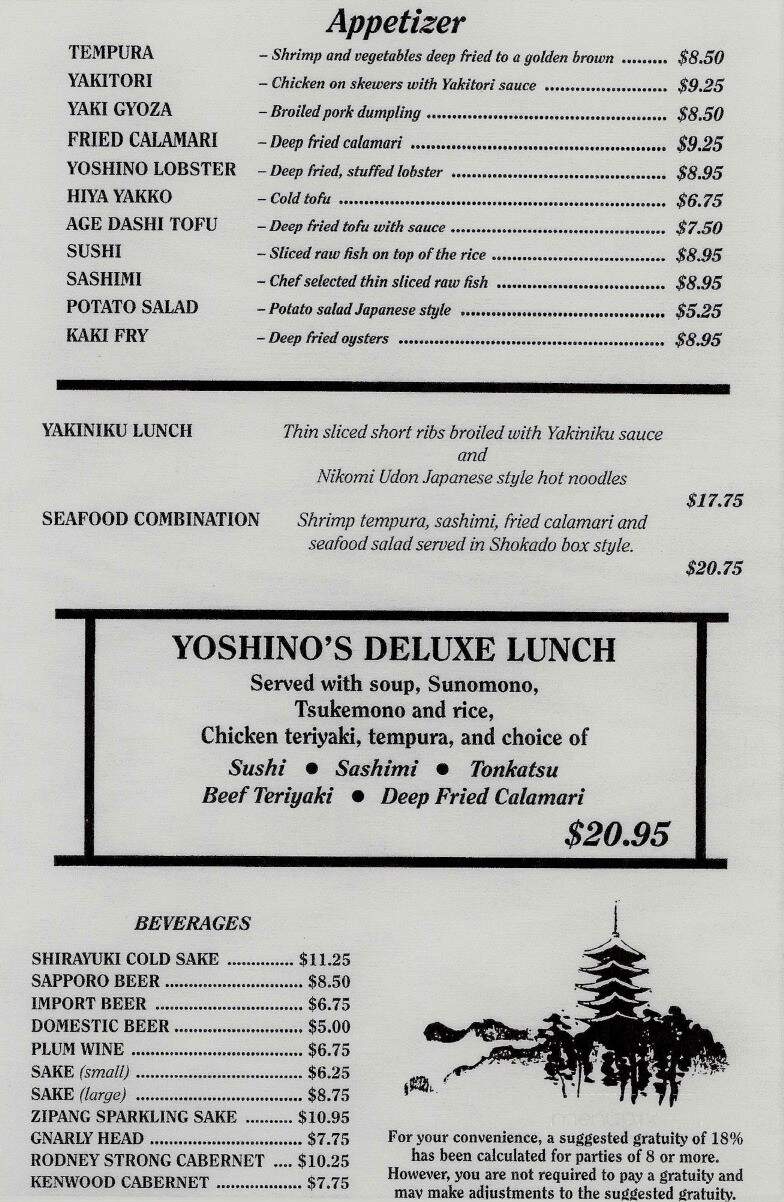 Appetizer
TEMPURA – Shrimp and vegetables deep fried to a golden brown ......... $8.50
YAKITORI – Chicken on skewers with Yakitori sauce ....................... $9.25
YAKI GYOZA – Broiled pork dumpling ............................................. $8.50
FRIED CALAMARI – Deep fried calamari ................................................ $9.25
YOSHINO LOBSTER – Deep fried, stuffed lobster ........................................ $8.95
HIYA YAKKO – Cold tofu ............................................................. $6.75
AGE DASHI TOFU – Deep fried tofu with sauce ........................................ $7.50
SUSHI – Sliced raw fish on top of the rice ................................ $8.95
SASHIMI – Chef selected thin sliced raw fish ............................... $8.95
POTATO SALAD – Potato salad Japanese style ...................................... $5.25
KAKI FRY – Deep fried oysters .................................................. $8.95
YAKINIKU LUNCH Thin sliced short ribs broiled with Yakiniku sauce
and
Nikomi Udon Japanese style hot noodles
$17.75
SEAFOOD COMBINATION Shrimp tempura, sashimi, fried calamari and
seafood salad served in Shokado box style.
$20.75
YOSHINO'S DELUXE LUNCH
Served with soup, Sunomono,
Tsukemono and rice,
Chicken teriyaki, tempura, and choice of
Sushi ● Sashimi ● Tonkatsu
Beef Teriyaki ● Deep Fried Calamari
$20.95
BEVERAGES
SHIRAYUKI COLD SAKE ............. $11.25
SAPPORO BEER ........................... $8.50
IMPORT BEER ............................. $6.75
DOMESTIC BEER ......................... $5.00
PLUM WINE ................................. $6.75
SAKE (small) ................................. $6.25
SAKE (large) ................................. $8.75
ZIPANG SPARKLING SAKE ......... $10.95
GNARLY HEAD ............................. $7.75
RODNEY STRONG CABERNET .... $10.25
KENWOOD CABERNET ................. $7.75
For your convenience, a suggested gratuity of 18%
has been calculated for parties of 8 or more.
However, you are not required to pay a gratuity and
may make adjustments to the suggested gratuity.